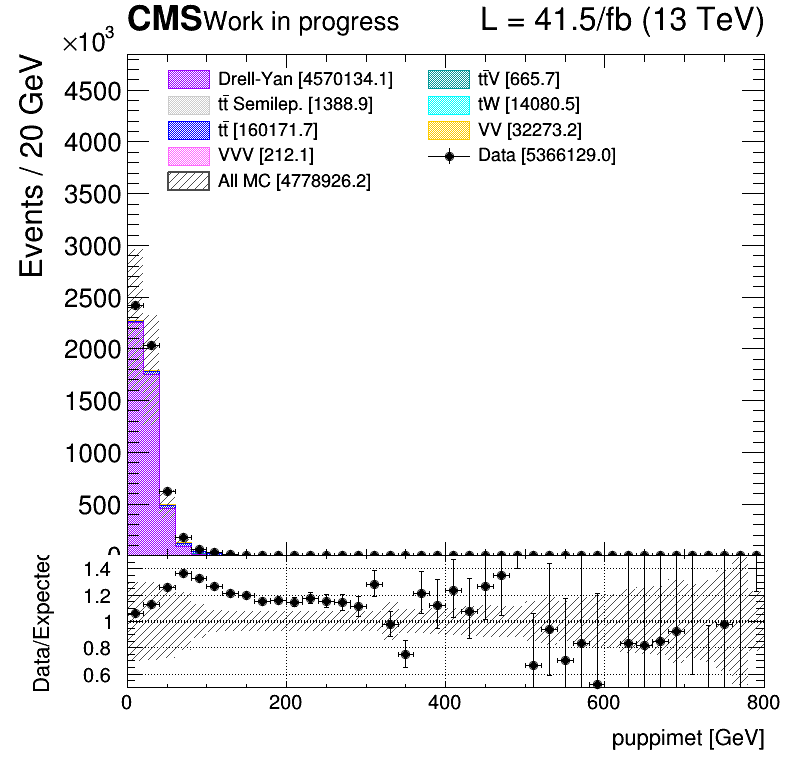 CMS Work in progress L = 41.5/fb (13 TeV)
×10³
Events / 20 GeV
Drell-Yan [4570134.1]
tt̄ Semilep. [1388.9]
tt̄ [160171.7]
VVV [212.1]
All MC [4778926.2]
tt̄V [665.7]
tW [14080.5]
VV [32273.2]
Data [5366129.0]
4500
4000
3500
3000
2500
2000
1500
1000
500
0
Data/Expected
1.4
1.2
1
0.8
0.6
0 200 400 600 800
puppimet [GeV]